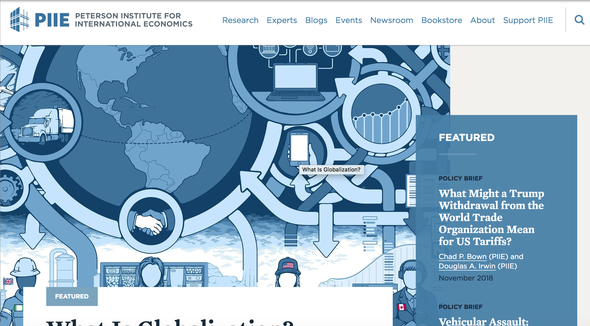 PIIE
PETERSON INSTITUTE FOR
INTERNATIONAL ECONOMICS
Research Experts Blogs Events Newsroom Bookstore About Support PIIE
What Is Globalization?
FEATURED
POLICY BRIEF
What Might a Trump
Withdrawal from the
World Trade
Organization Mean
for US Tariffs?
Chad P. Bown (PIIE) and
Douglas A. Irwin (PIIE)
November 2018
POLICY BRIEF
Vehicular Assault:
FEATURED
What Is Globalization?